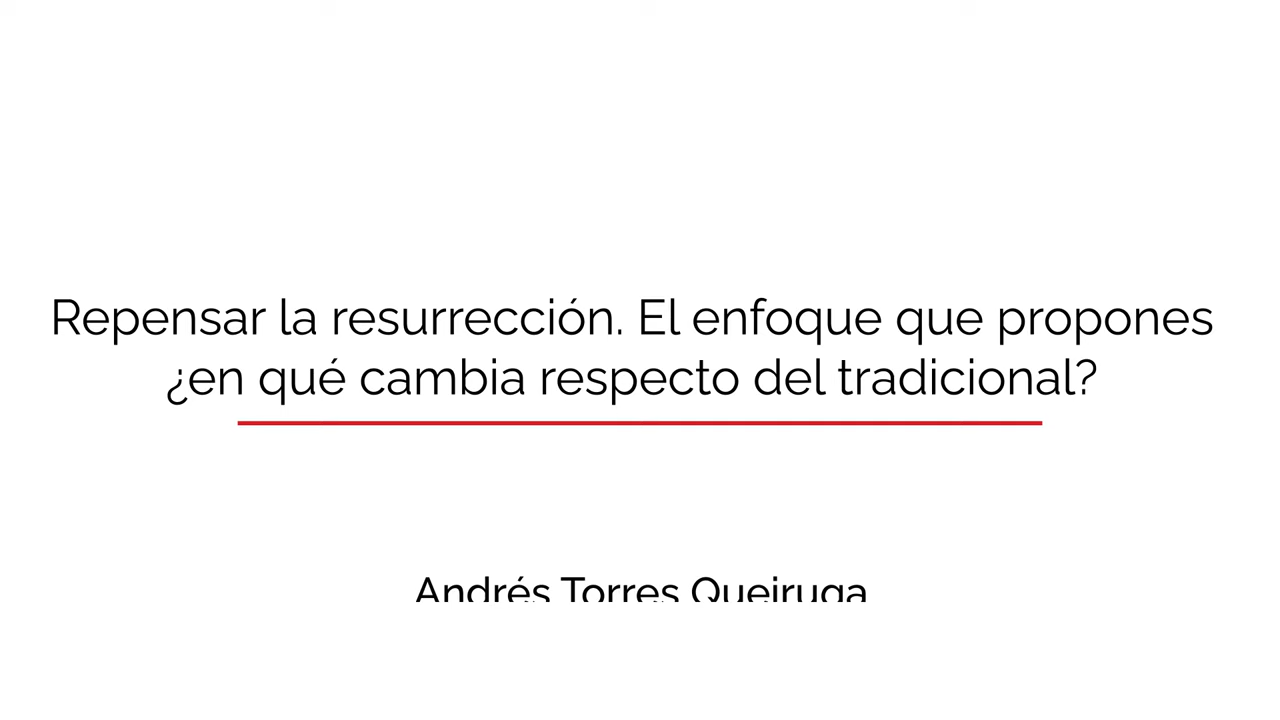 Repensar la resurrección. El enfoque que propones
¿en qué cambia respecto del tradicional?
Andrés Torres Queiruga